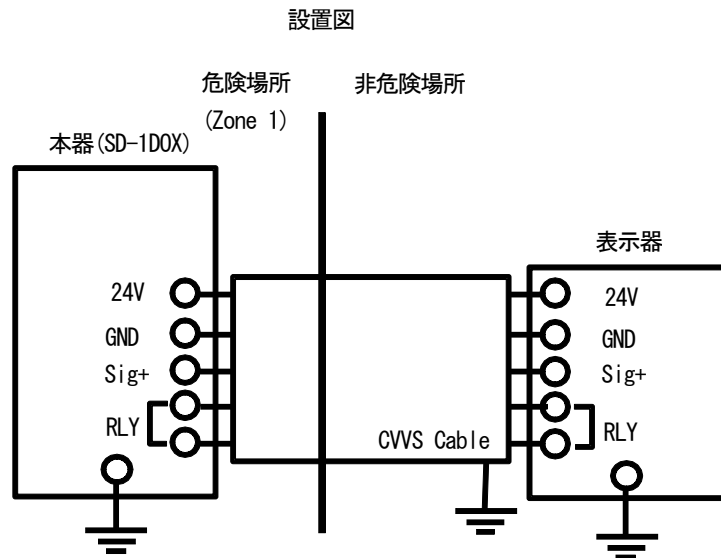 設置図
危険場所
(Zone 1)
非危険場所
本器(SD-1DOX)
24V
GND
Sig+
RLY
CVVS Cable
表示器
24V
GND
Sig+
RLY